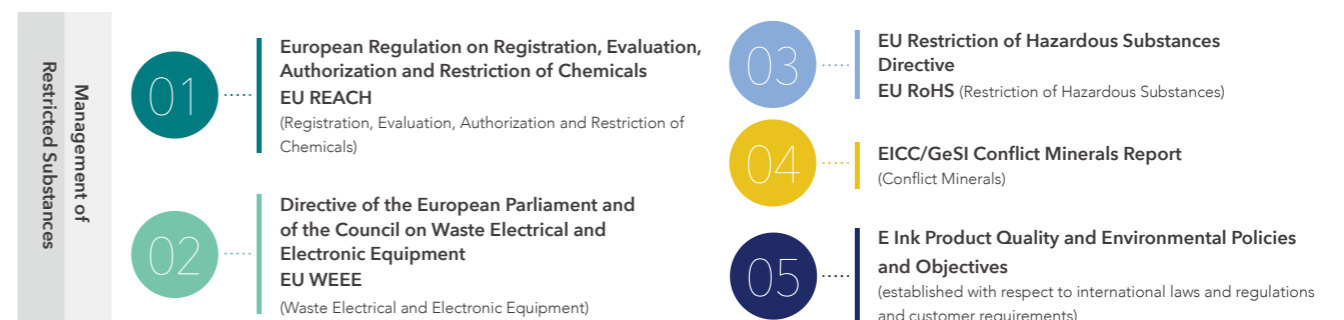 Management of
Restricted Substances
01
European Regulation on Registration, Evaluation,
Authorization and Restriction of Chemicals
EU REACH
(Registration, Evaluation, Authorization and Restriction of
Chemicals)
02
Directive of the European Parliament and
of the Council on Waste Electrical and
Electronic Equipment
EU WEEE
(Waste Electrical and Electronic Equipment)
03
EU Restriction of Hazardous Substances
Directive
EU RoHS (Restriction of Hazardous Substances)
04
EICC/GeSI Conflict Minerals Report
(Conflict Minerals)
05
E Ink Product Quality and Environmental Policies
and Objectives
(established with respect to international laws and regulations
and customer requirements)